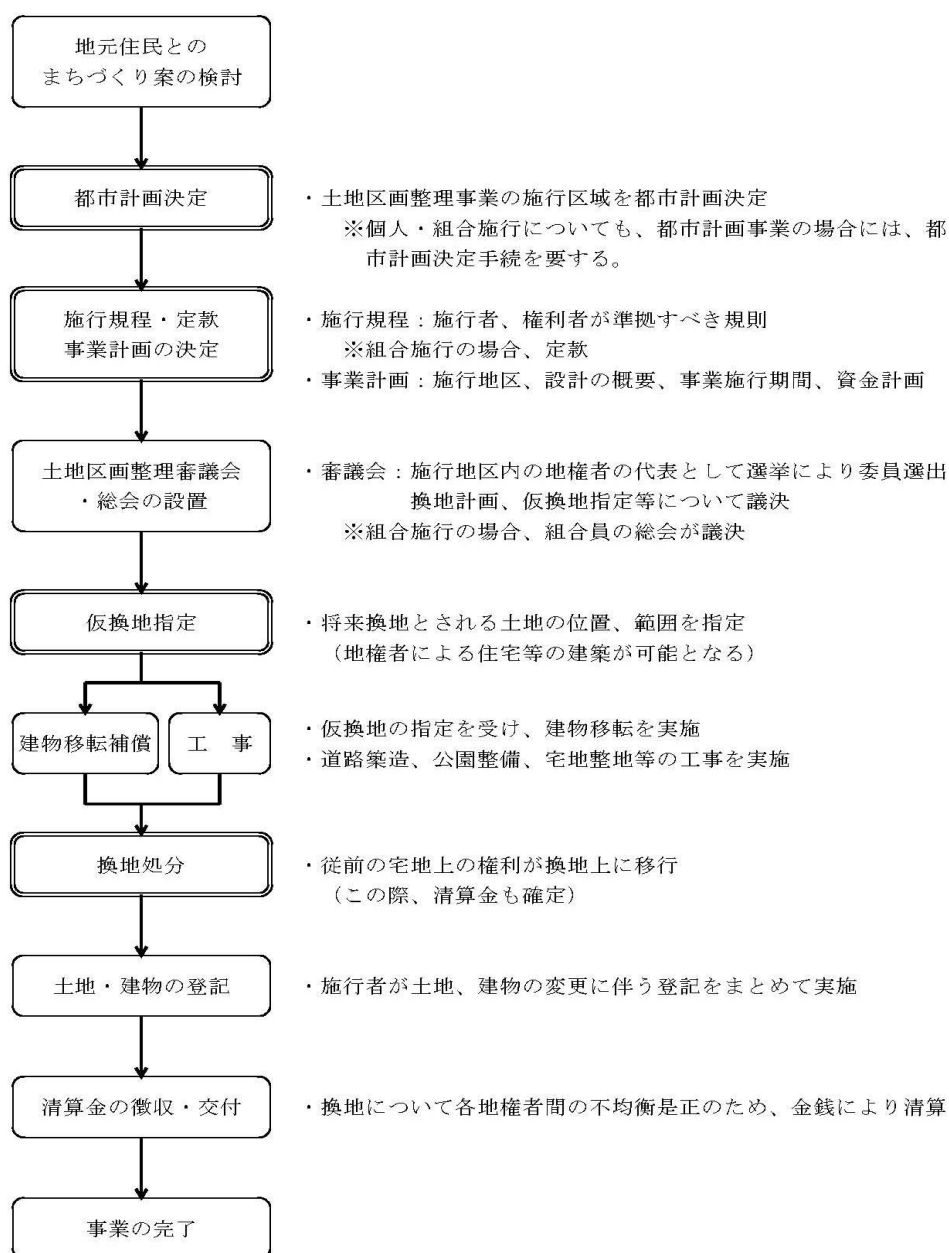 地元住民との
まちづくり案の検討
都市計画決定
・土地区画整理事業の施行区域を都市計画決定
※個人・組合施行についても、都市計画事業の場合には、都
市計画決定手続を要する。
施行規程・定款
事業計画の決定
・施行規程：施行者、権利者が準拠すべき規則
※組合施行の場合、定款
・事業計画：施行地区、設計の概要、事業施行期間、資金計画
土地区画整理審議会
・総会の設置
・審議会：施行地区内の地権者の代表として選挙により委員選出
換地計画、仮換地指定等について議決
※組合施行の場合、組合員の総会が議決
仮換地指定
・将来換地とされる土地の位置、範囲を指定
（地権者による住宅等の建築が可能となる）
建物移転補償
工　事
・仮換地の指定を受け、建物移転を実施
・道路築造、公園整備、宅地整地等の工事を実施
換地処分
・従前の宅地上の権利が換地上に移行
（この際、清算金も確定）
土地・建物の登記
・施行者が土地、建物の変更に伴う登記をまとめて実施
清算金の徴収・交付
・換地について各地権者間の不均衡是正のため、金銭により清算
事業の完了